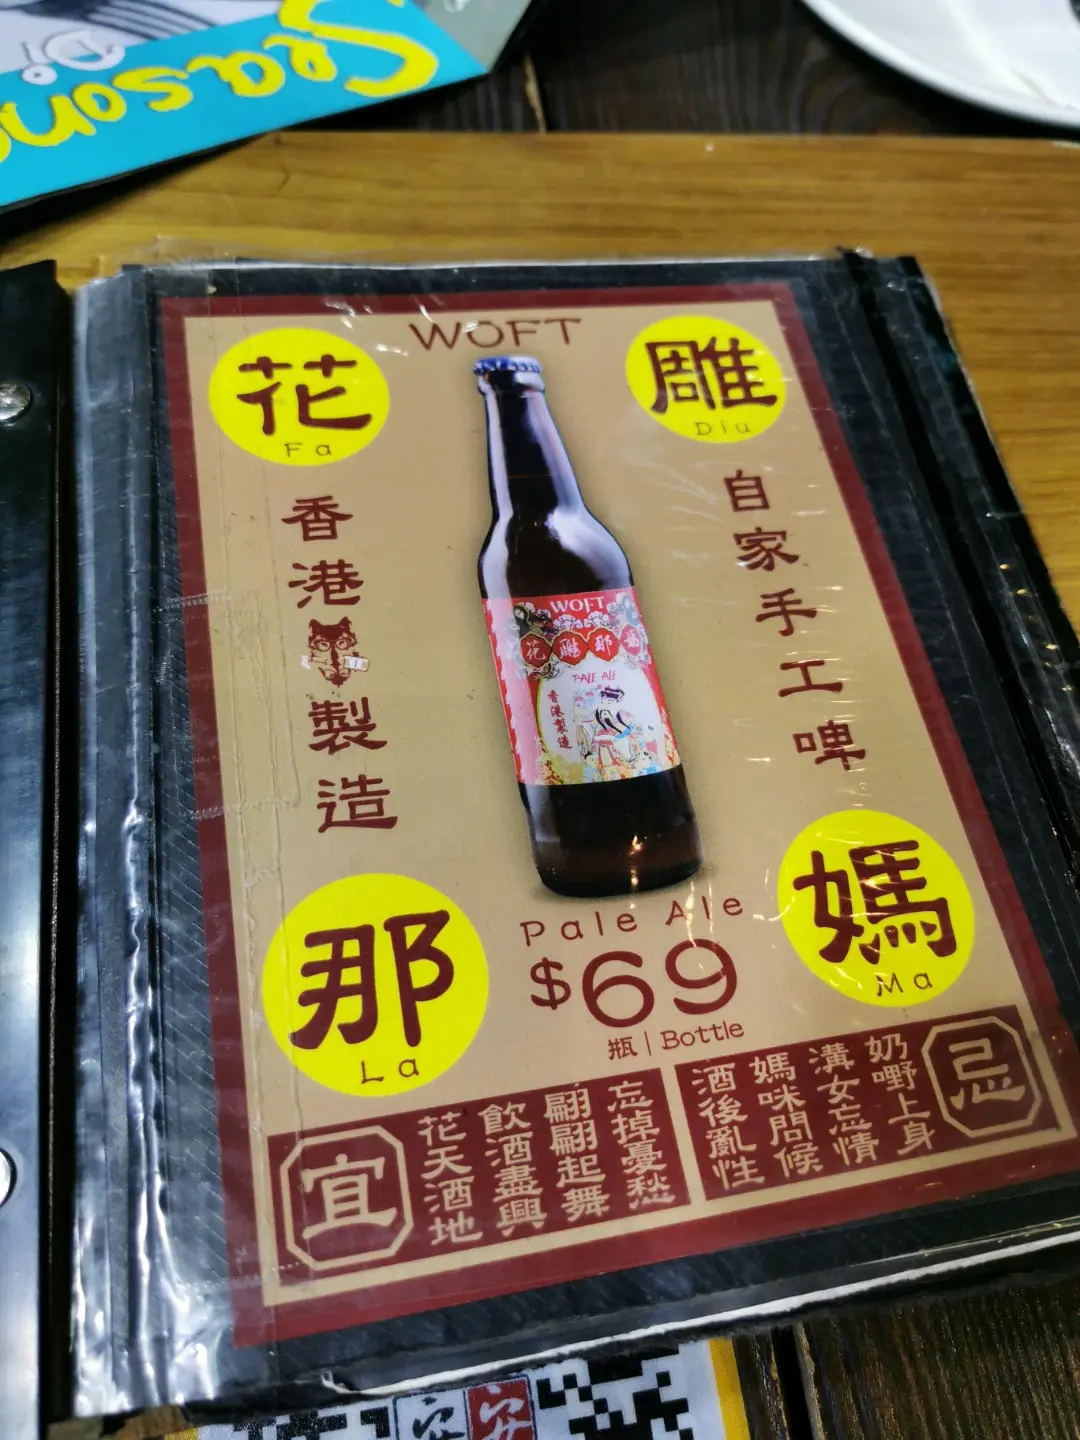 Seasono
Di
WOFT
花
Fa
雕
Diu
香港製造
自家手工啤
WOFT
花雕那媽
PALE ALE
香港製造
那
La
媽
Ma
Pale Ale
$69
瓶 | Bottle
宜
花天酒地
飲酒盡興
翩翩起舞
忘掉憂愁
忌
奶嘢上身
溝女忘情
媽咪問候
酒後亂性